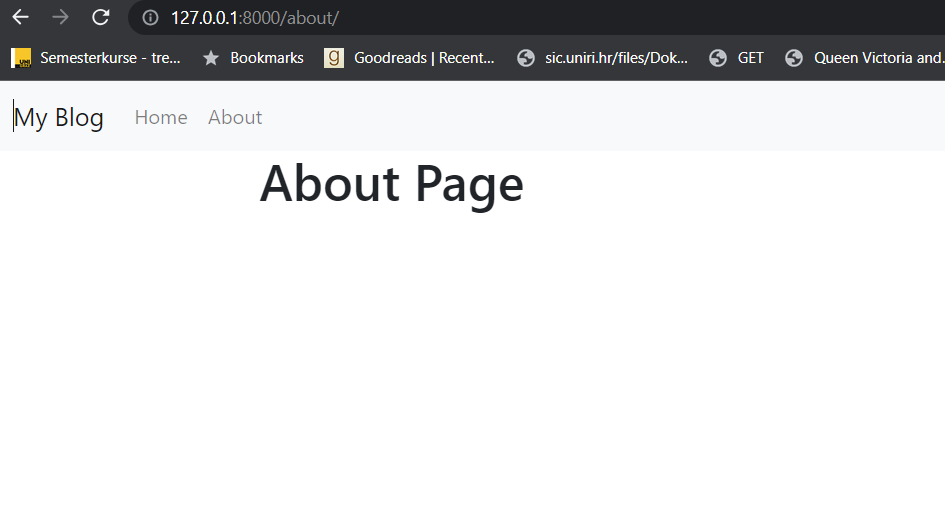 127.0.0.1:8000/about/
Semesterkurse - tre... Bookmarks Goodreads | Recent... sic.uniri.hr/files/Dok... GET Queen Victoria and.
My Blog Home About
About Page